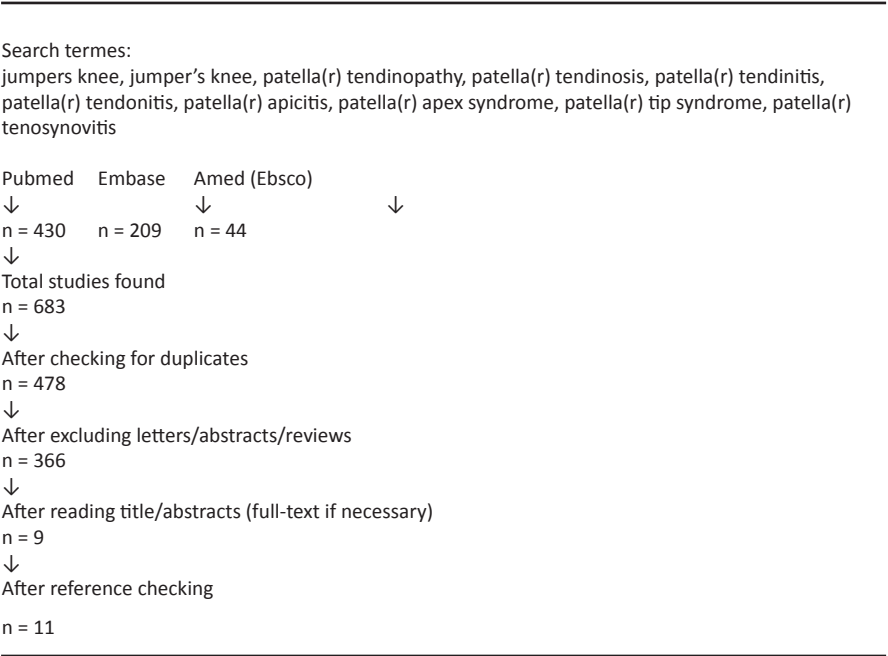 Search termes:
jumpers knee, jumper’s knee, patella(r) tendinopathy, patella(r) tendinosis, patella(r) tendinitis,
patella(r) tendonitis, patella(r) apicitis, patella(r) apex syndrome, patella(r) tip syndrome, patella(r)
tenosynovitis
Pubmed Embase Amed (Ebsco)
↓ ↓ ↓
n = 430 n = 209 n = 44
↓
Total studies found
n = 683
↓
After checking for duplicates
n = 478
↓
After excluding letters/abstracts/reviews
n = 366
↓
After reading title/abstracts (full-text if necessary)
n = 9
↓
After reference checking
n = 11